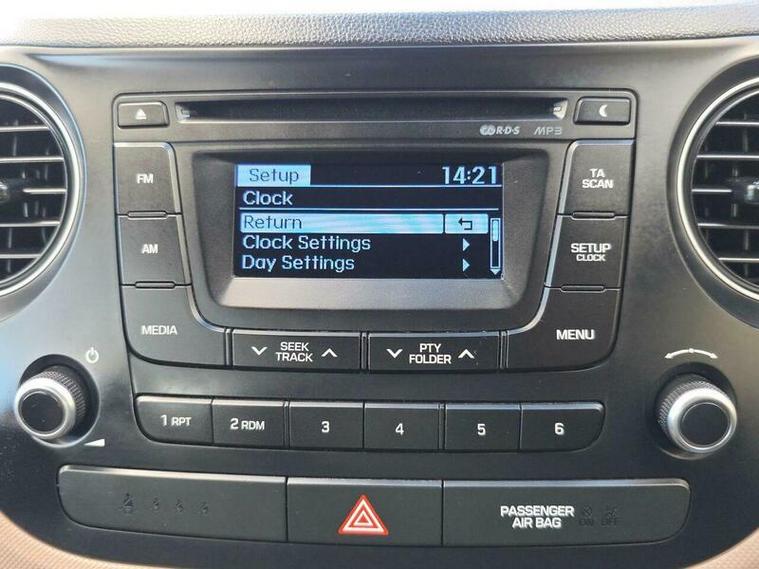 RDS MP3
FM
AM
MEDIA
Setup 14:21
Clock
Return
Clock Settings
Day Settings
TA
SCAN
SETUP
CLOCK
MENU
SEEK
TRACK
PTY
FOLDER
1 RPT
2 RDM
3
4
5
6
PASSENGER
AIR BAG
ON OFF